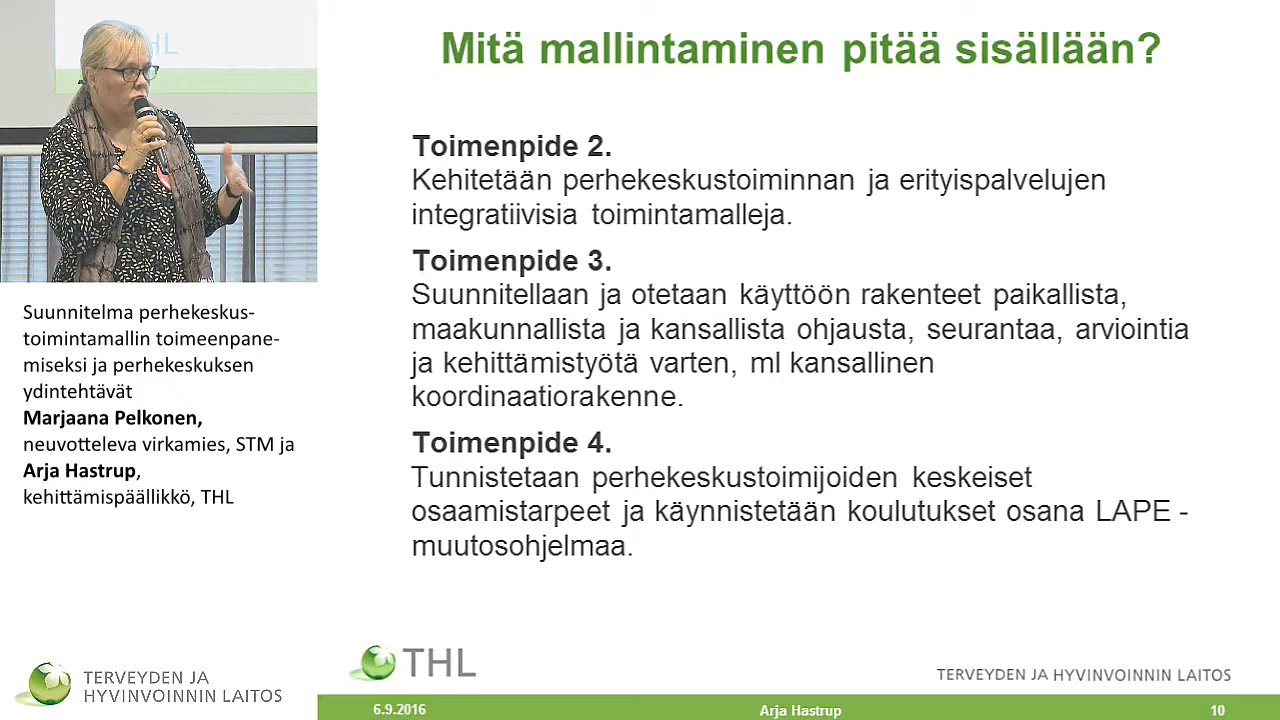 HL
Mitä mallintaminen pitää sisällään?
Toimenpide 2.
Kehitetään perhekeskustoiminnan ja erityispalvelujen
integratiivisia toimintamalleja.
Toimenpide 3.
Suunnitellaan ja otetaan käyttöön rakenteet paikallista,
maakunnallista ja kansallista ohjausta, seurantaa, arviointia
ja kehittämistyötä varten, ml kansallinen
koordinaatiorakenne.
Toimenpide 4.
Tunnistetaan perhekeskustoimijoiden keskeiset
osaamistarpeet ja käynnistetään koulutukset osana LAPE -
muutosohjelmaa.
Suunnitelma perhekeskus-
toimintamallin toimeenpane-
miseksi ja perhekeskuksen
ydintehtävät
Marjaana Pelkonen,
neuvotteleva virkamies, STM ja
Arja Hastrup,
kehittämispäällikkö, THL
TERVEYDEN JA
HYVINVOINNIN LAITOS
THL
TERVEYDEN JA HYVINVOINNIN LAITOS
6.9.2016
Arja Hastrup
10